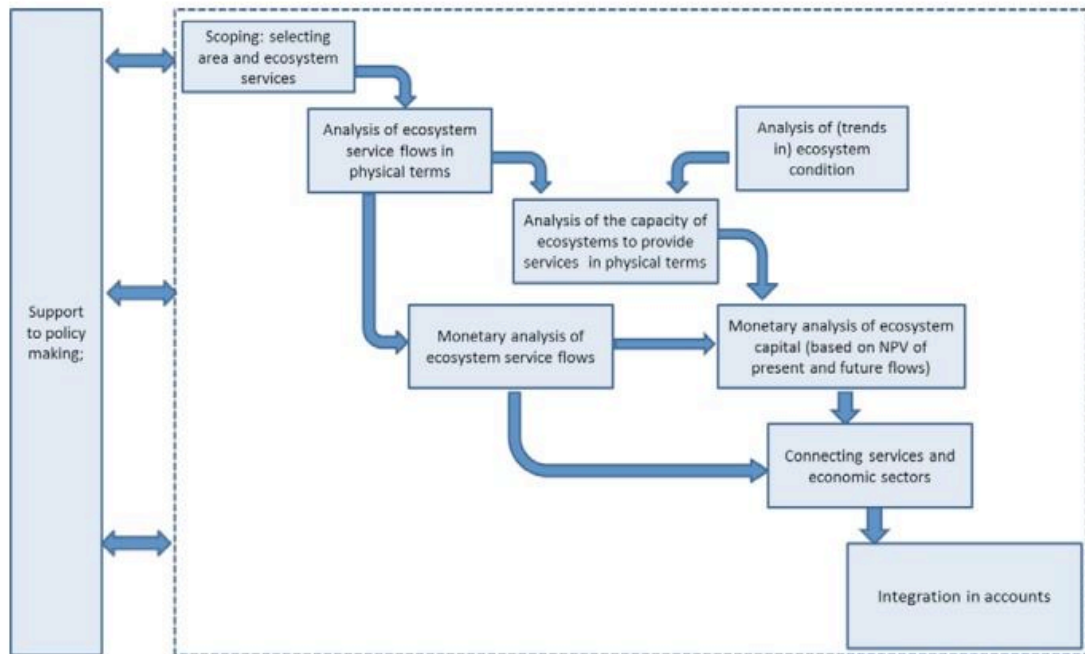 Scoping: selecting
area and ecosystem
services
Analysis of ecosystem
service flows in
physical terms
Analysis of (trends
in) ecosystem
condition
Analysis of the capacity of
ecosystems to provide
services in physical terms
Support
to policy
making;
Monetary analysis of
ecosystem service flows
Monetary analysis of ecosystem
capital (based on NPV of
present and future flows)
Connecting services and
economic sectors
Integration in accounts